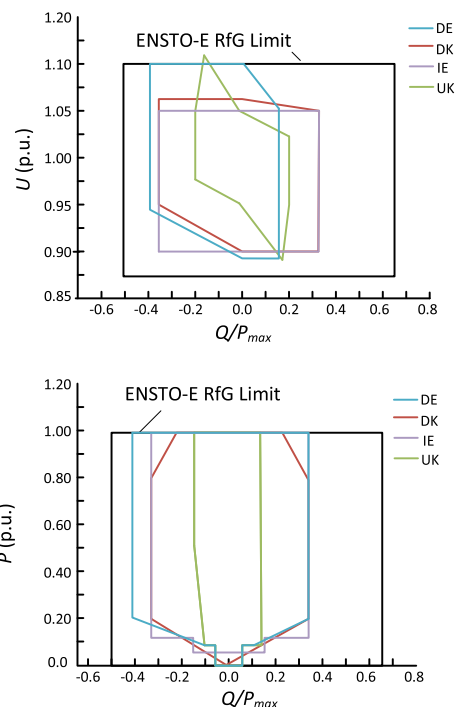 1.20
ENSTO-E RfG Limit
DE
DK
IE
UK
1.10
1.05
1.00
0.95
0.90
0.85
U (p.u.)
-0.6 -0.4 -0.2 0.0 0.2 0.4 0.6 0.8
Q/Pmax
1.20
ENSTO-E RfG Limit
DE
DK
IE
UK
1.00
0.80
0.60
0.40
0.20
0.0
P (p.u.)
-0.6 -0.4 -0.2 0.0 0.2 0.4 0.6 0.8
Q/Pmax